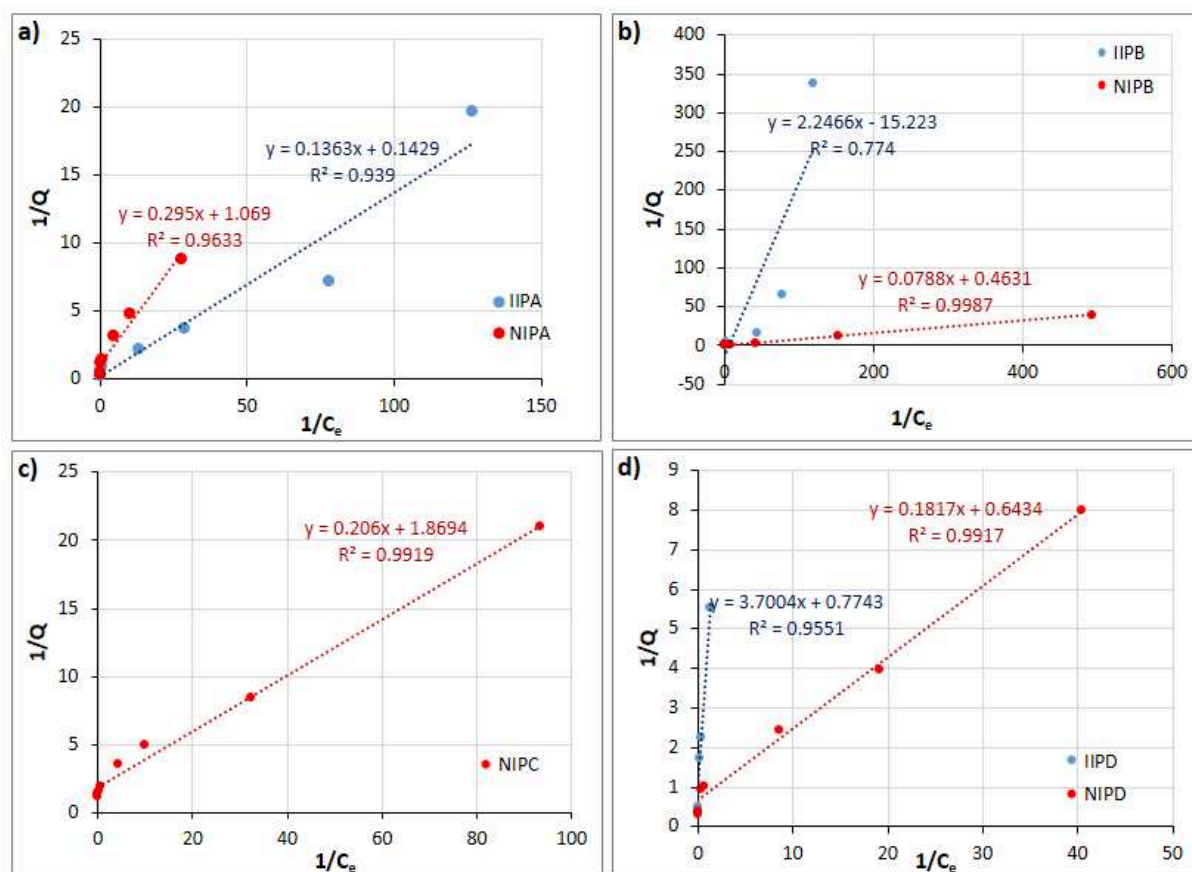 a)
25
20
15
10
5
0
1/Q
y = 0.1363x + 0.1429
R² = 0.939
y = 0.295x + 1.069
R² = 0.9633
IIPA
NIPA
0
50
100
150
1/Ce
b)
400
350
300
250
200
150
100
50
0
-50
1/Q
IIPB
NIPB
y = 2.2466x - 15.223
R² = 0.774
y = 0.0788x + 0.4631
R² = 0.9987
0
200
400
600
1/Ce
c)
25
20
15
10
5
0
1/Q
y = 0.206x + 1.8694
R² = 0.9919
NIPC
0
20
40
60
80
100
1/Ce
d)
9
8
7
6
5
4
3
2
1
0
1/Q
y = 0.1817x + 0.6434
R² = 0.9917
y = 3.7004x + 0.7743
R² = 0.9551
IIPD
NIPD
0
10
20
30
40
50
1/Ce